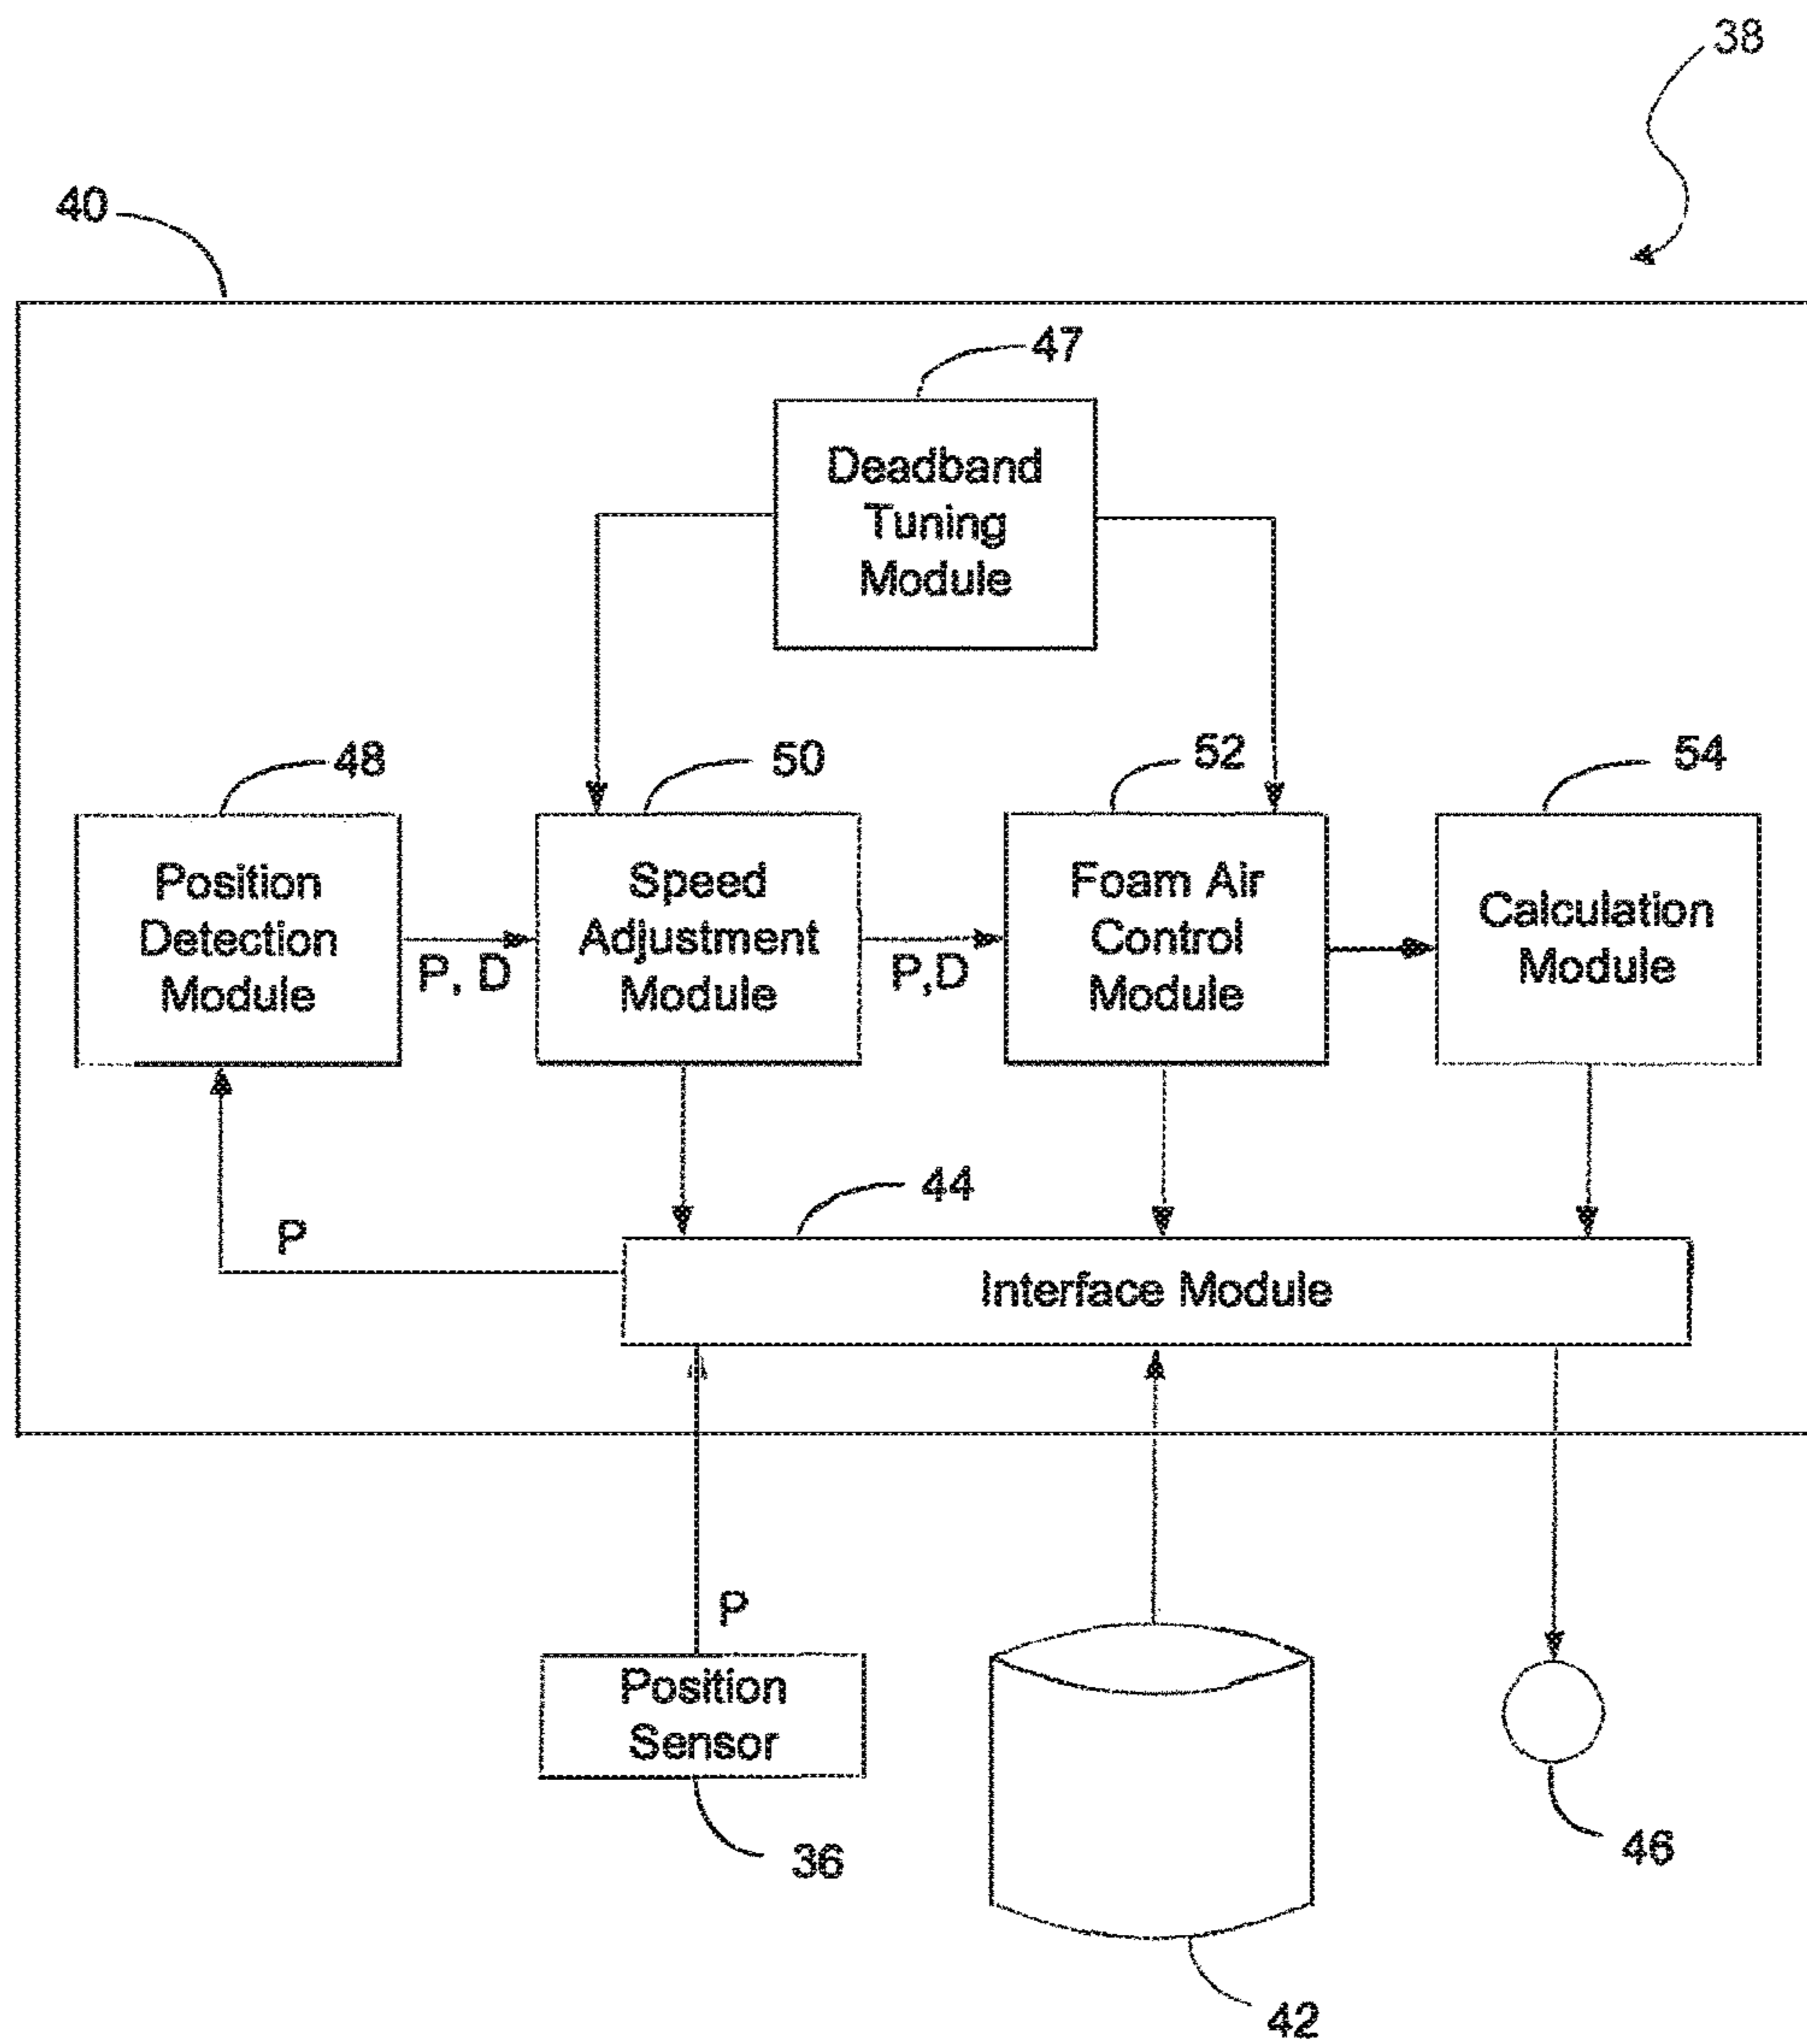 38
40
47
Deadband
Tuning
Module
48
50
52
54
Position
Detection
Module
P, D
Speed
Adjustment
Module
P,D
Foam Air
Control
Module
Calculation
Module
44
P
Interface Module
P
Position
Sensor
36
46
42